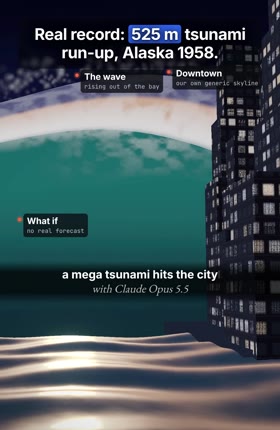 Real record: 525 m tsunami
run-up, Alaska 1958.
The wave
rising out of the bay
Downtown
our own generic skyline
What if
no real forecast
a mega tsunami hits the city
with Claude Opus 5.5